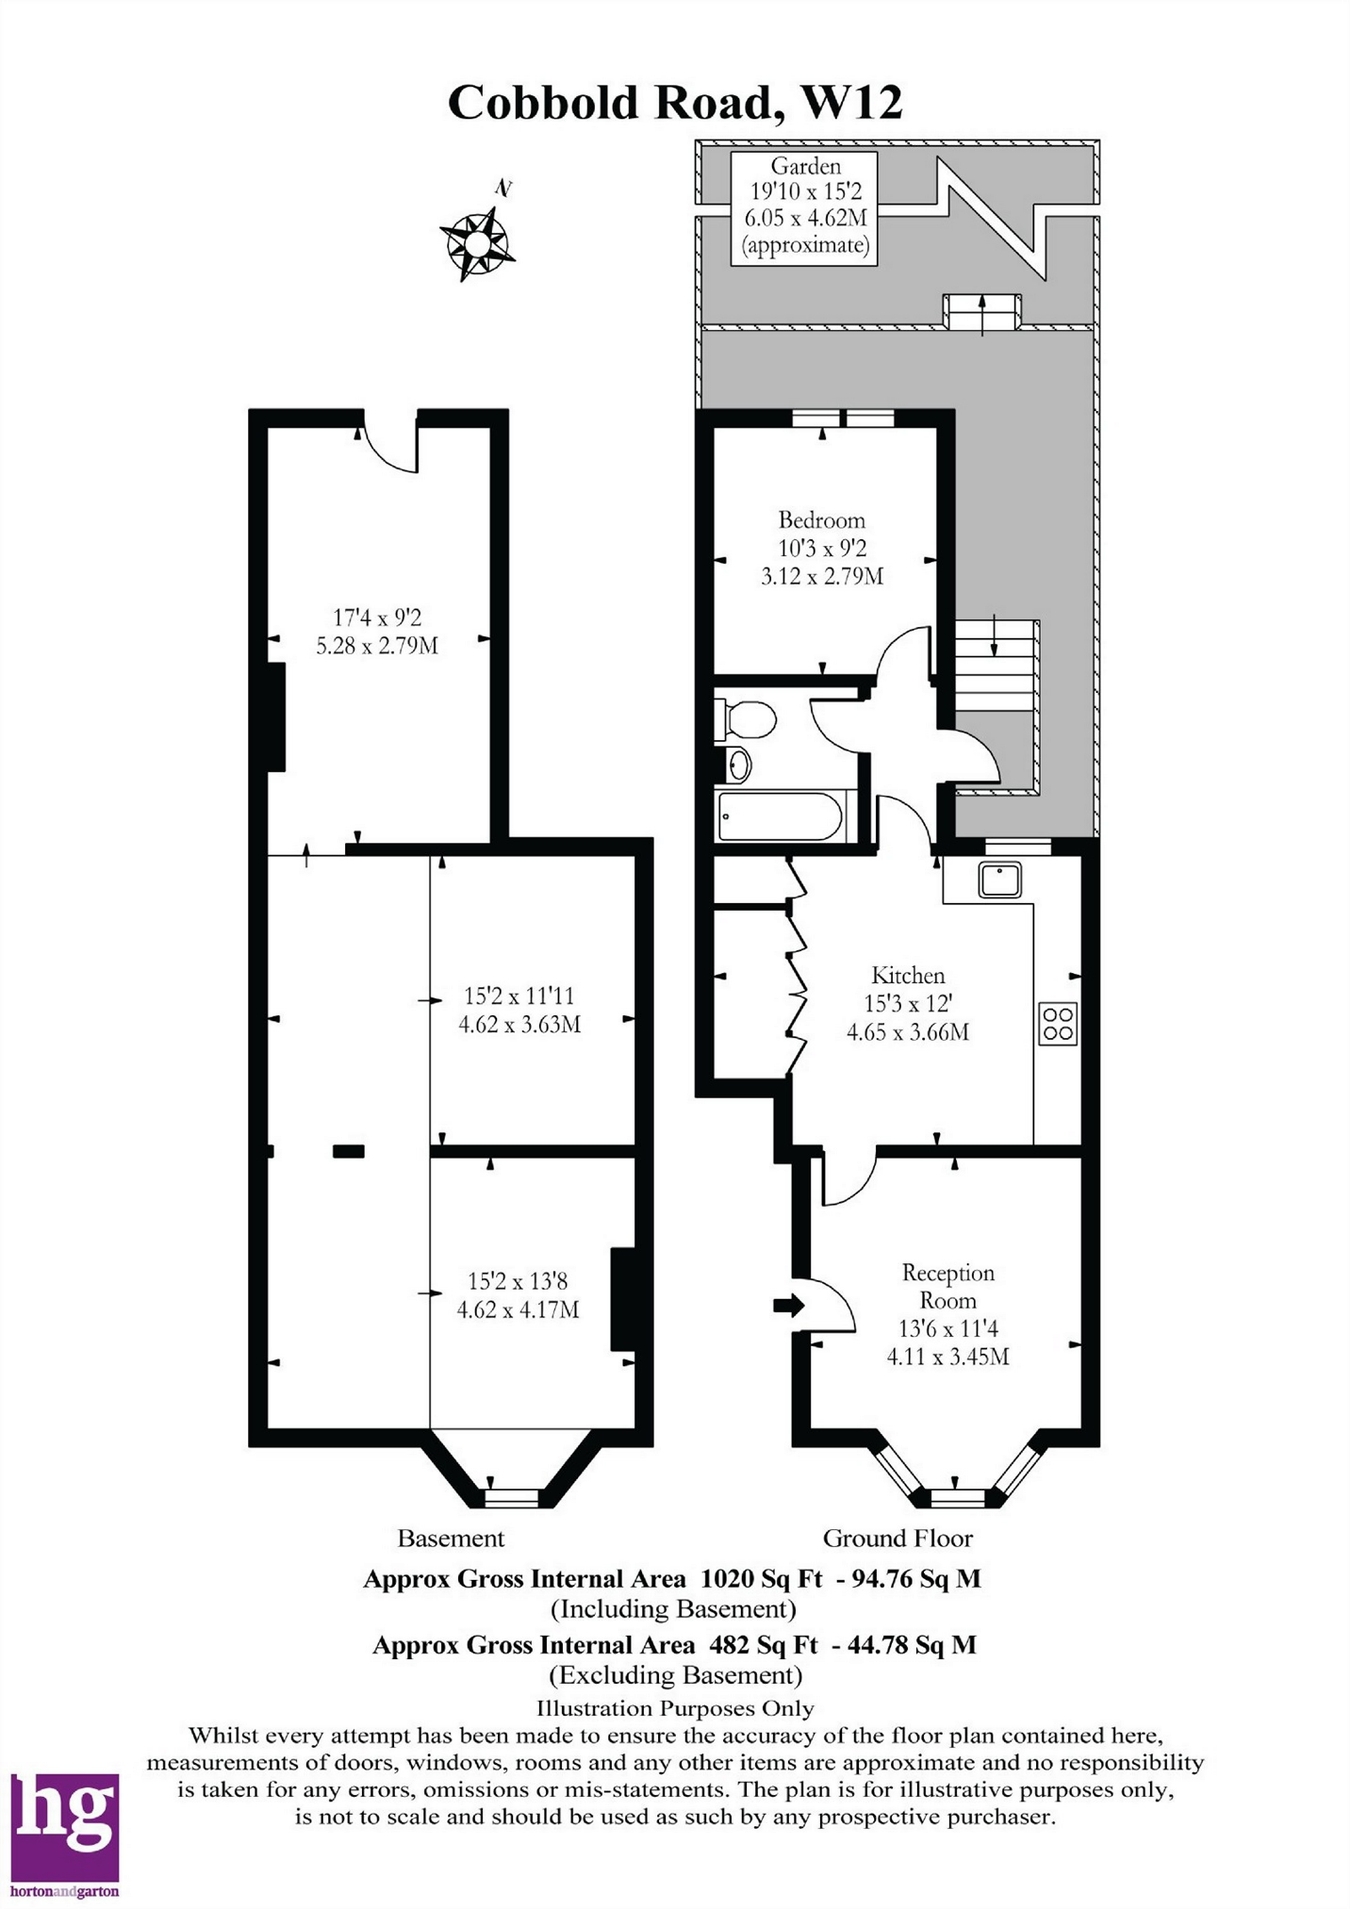 Cobbold Road, W12
N
Garden
19'10 x 15'2
6.05 x 4.62M
(approximate)
Bedroom
10'3 x 9'2
3.12 x 2.79M
17'4 x 9'2
5.28 x 2.79M
Kitchen
15'3 x 12'
4.65 x 3.66M
15'2 x 11'11
4.62 x 3.63M
Reception
Room
13'6 x 11'4
4.11 x 3.45M
15'2 x 13'8
4.62 x 4.17M
Basement
Ground Floor
Approx Gross Internal Area 1020 Sq Ft - 94.76 Sq M
(Including Basement)
Approx Gross Internal Area 482 Sq Ft - 44.78 Sq M
(Excluding Basement)
Illustration Purposes Only
Whilst every attempt has been made to ensure the accuracy of the floor plan contained here,
measurements of doors, windows, rooms and any other items are approximate and no responsibility
is taken for any errors, omissions or mis-statements. The plan is for illustrative purposes only,
is not to scale and should be used as such by any prospective purchaser.
hg
hortonandgarton